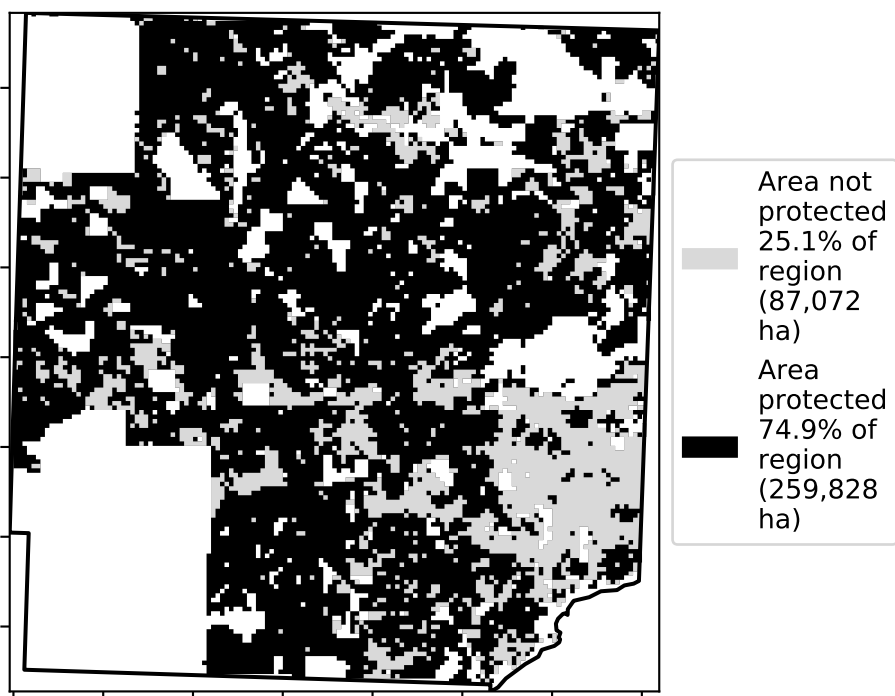 Area not
protected
25.1% of
region
(87,072
ha)
Area
protected
74.9% of
region
(259,828
ha)